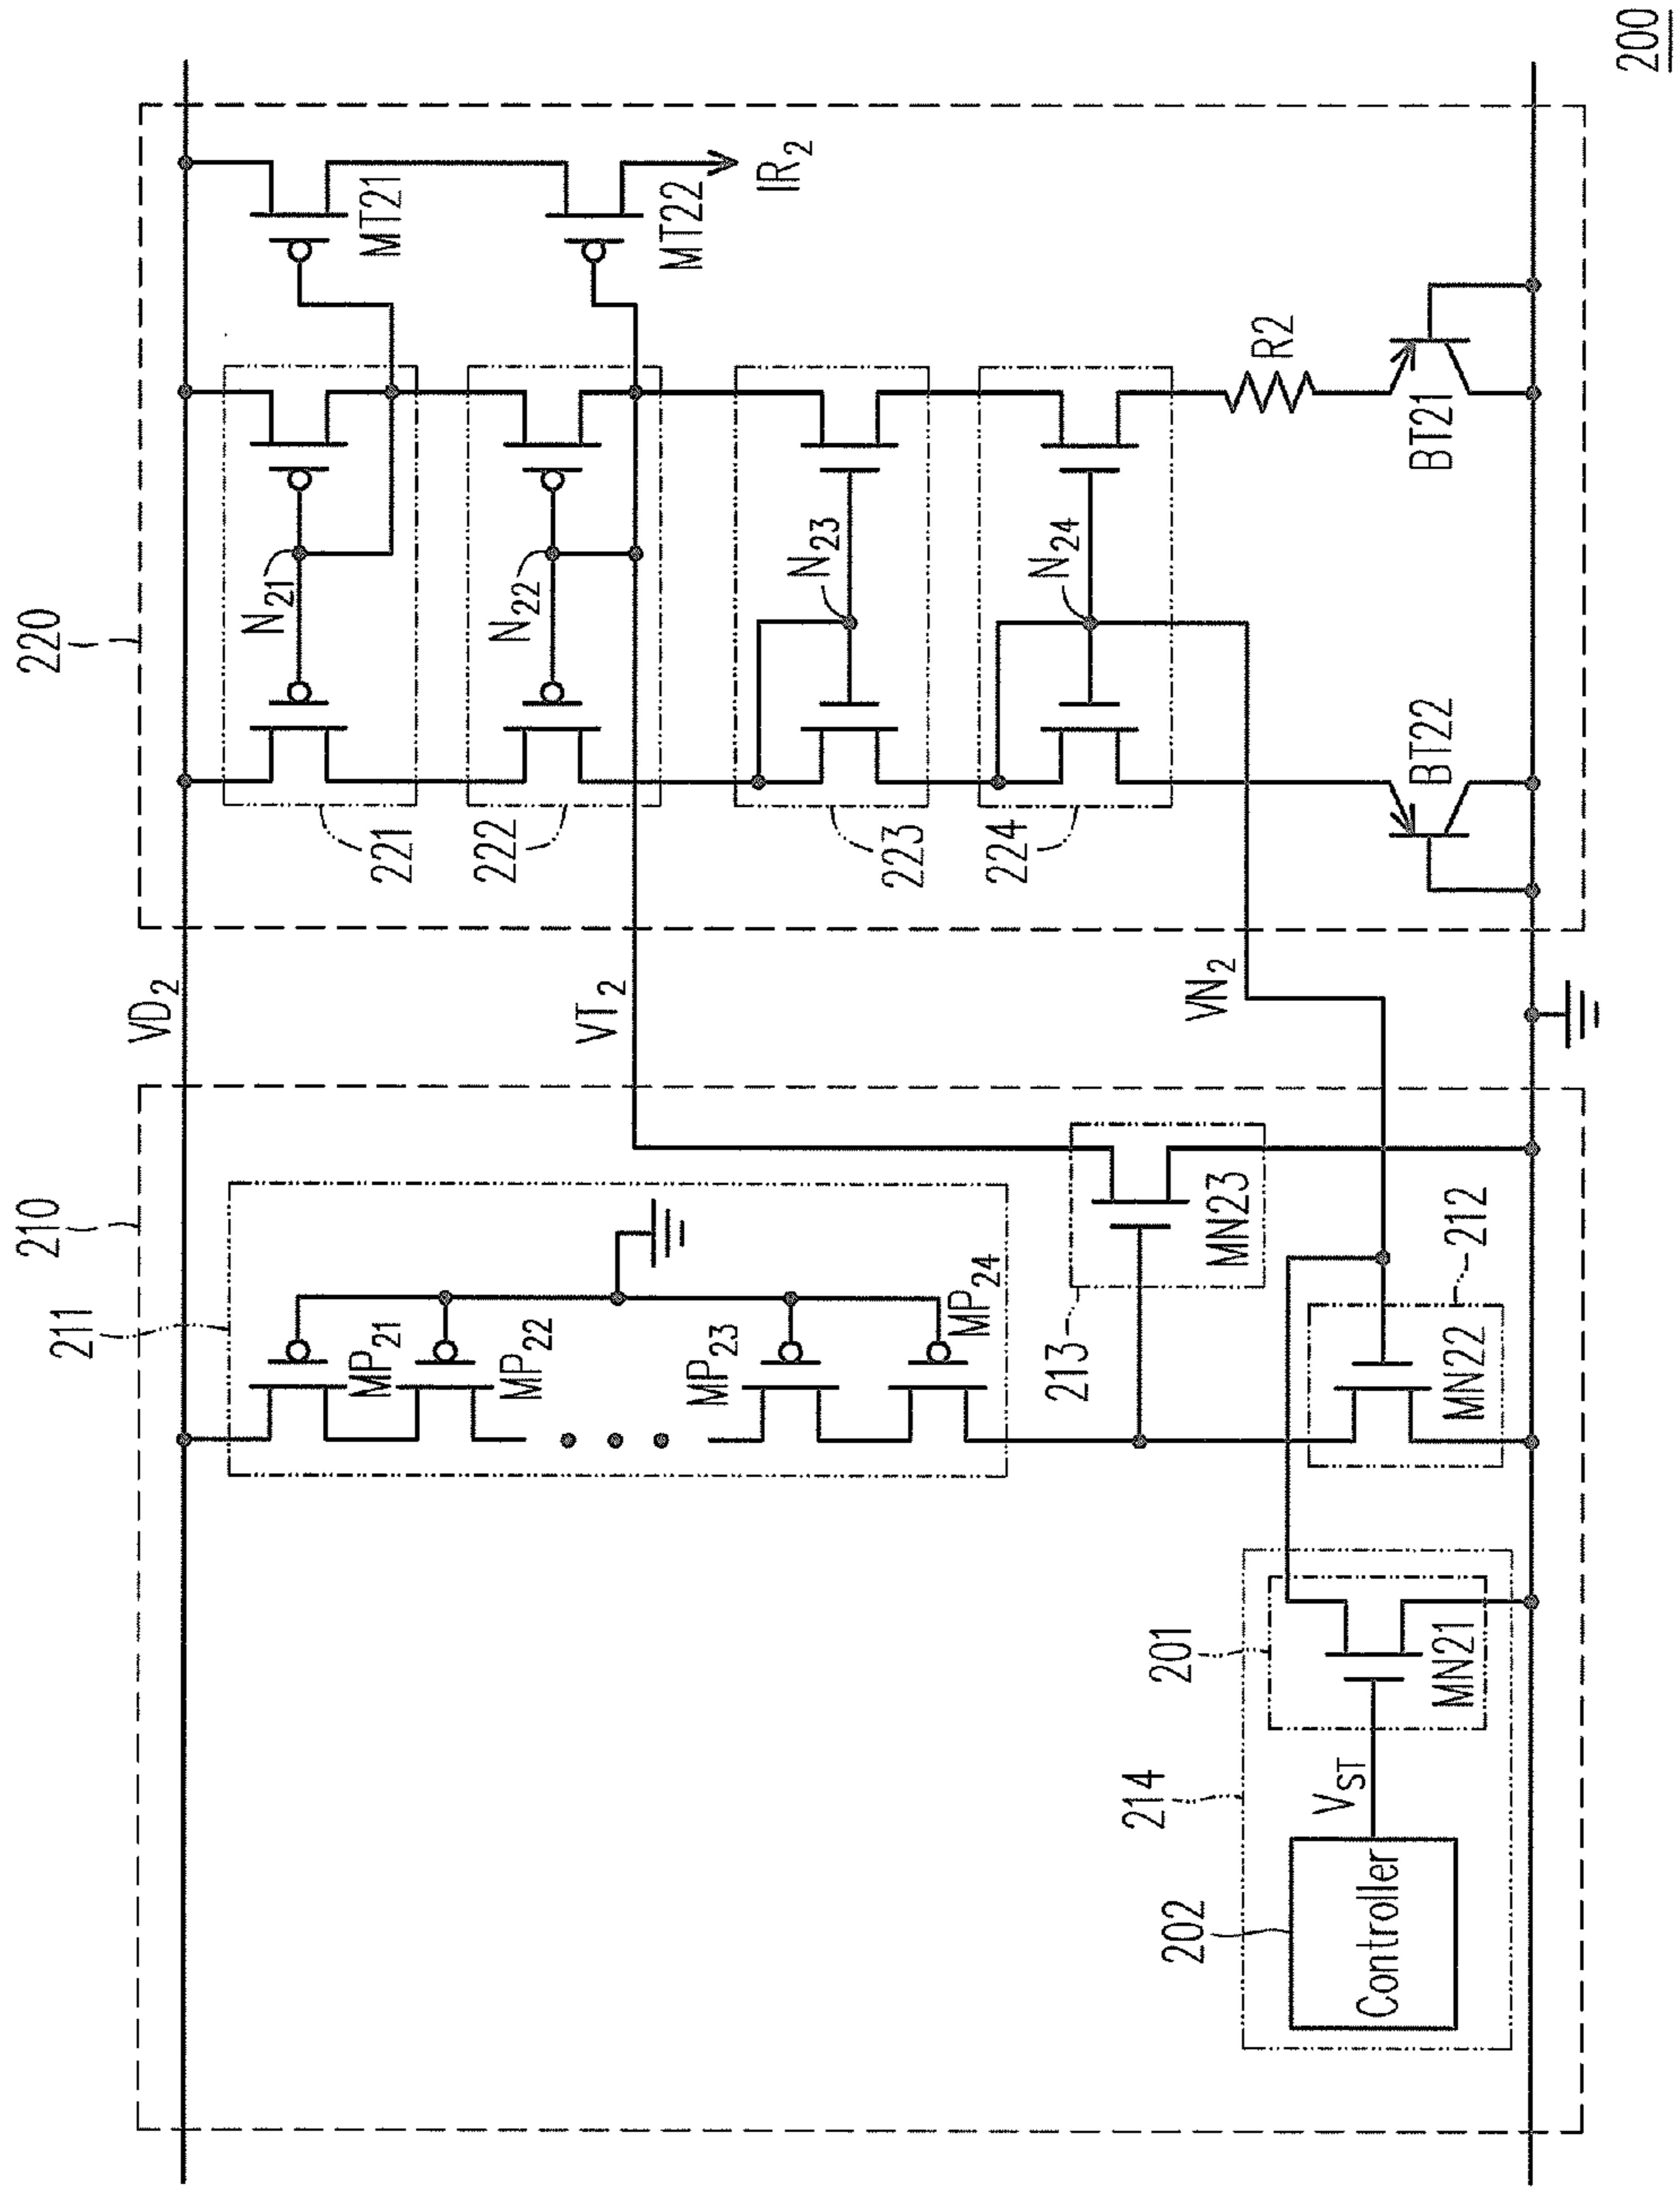 200
220
IR2
MT21
MT22
N21
N22
N23
N24
R2
BT21
BT22
221
222
223
224
VD2
VT2
VN2
210
211
MP21
MP22
MP23
MP24
213
MN23
212
MN22
214
201
MN21
VST
202
Controller